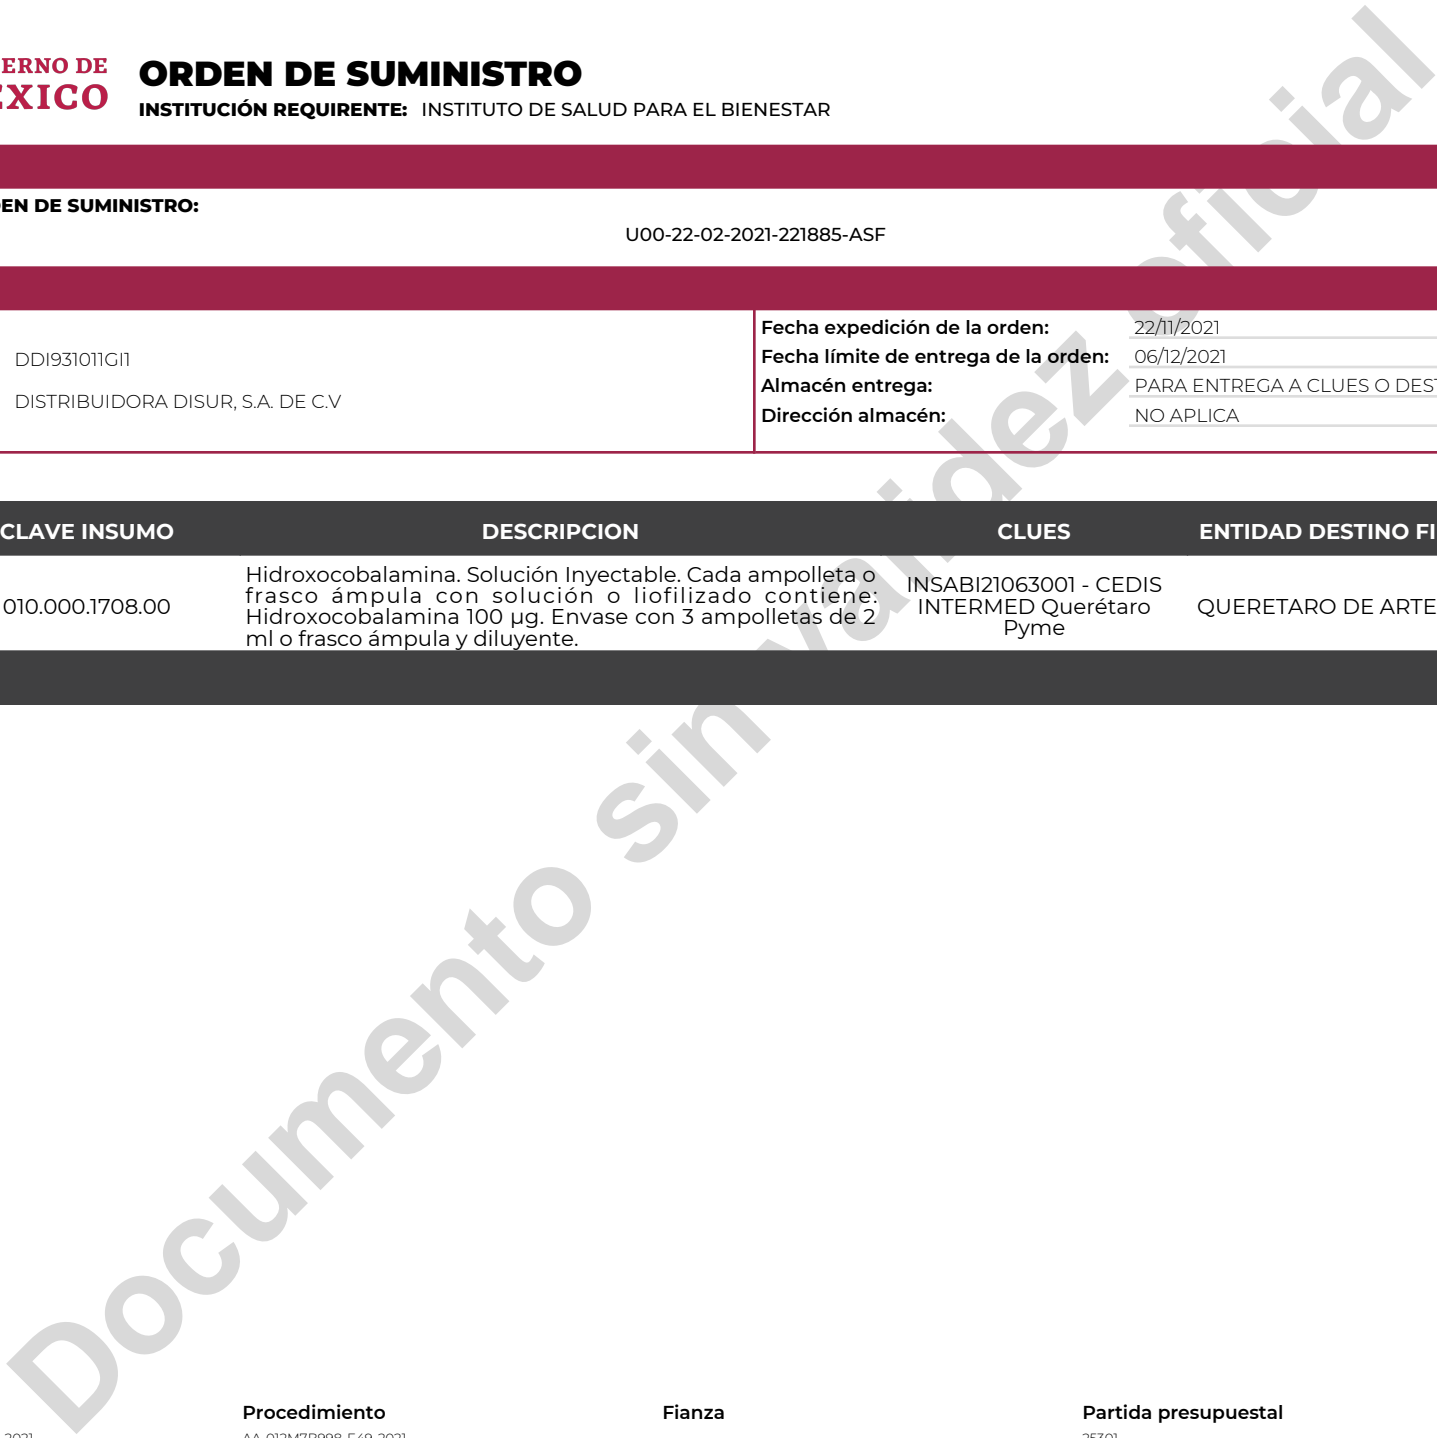 ERNO DE
EXICO
ORDEN DE SUMINISTRO
INSTITUCIÓN REQUIRENTE: INSTITUTO DE SALUD PARA EL BIENESTAR
EN DE SUMINISTRO:
U00-22-02-2021-221885-ASF
DDI931011GI1
DISTRIBUIDORA DISUR, S.A. DE C.V
Fecha expedición de la orden: 22/11/2021
Fecha límite de entrega de la orden: 06/12/2021
Almacén entrega: PARA ENTREGA A CLUES O DEST
Dirección almacén: NO APLICA
CLAVE INSUMO DESCRIPCION CLUES ENTIDAD DESTINO FI
010.000.1708.00
Hidroxocobalamina. Solución Inyectable. Cada ampolleta o
frasco ámpula con solución o liofilizado contiene:
Hidroxocobalamina 100 µg. Envase con 3 ampolletas de 2
ml o frasco ámpula y diluyente.
INSABI21063001 - CEDIS
INTERMED Querétaro
Pyme
QUERETARO DE ARTE
Documento sin validez oficial
Procedimiento Fianza Partida presupuestal